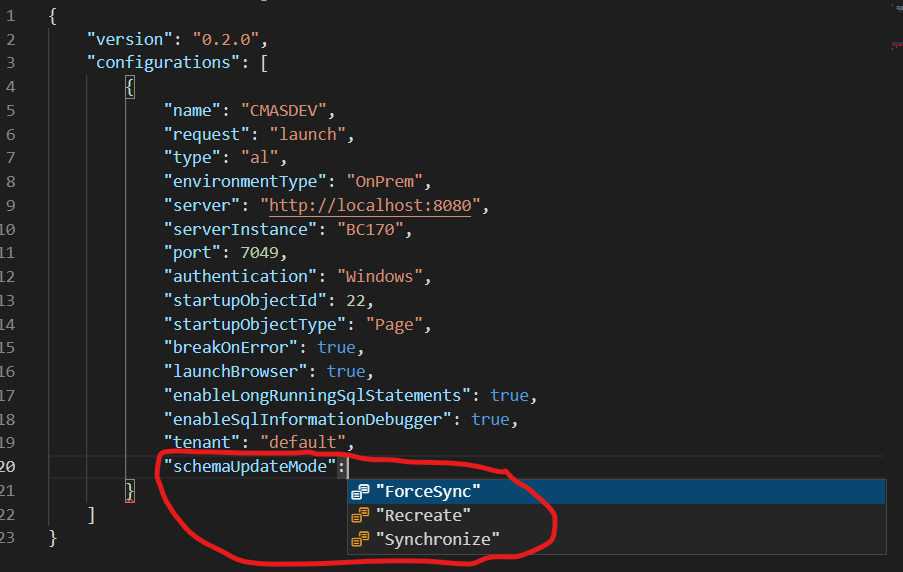 1 {
2 "version": "0.2.0",
3 "configurations": [
4 {
5 "name": "CMASDEV",
6 "request": "launch",
7 "type": "al",
8 "environmentType": "OnPrem",
9 "server": "http://localhost:8080",
10 "serverInstance": "BC170",
11 "port": 7049,
12 "authentication": "Windows",
13 "startupObjectId": 22,
14 "startupObjectType": "Page",
15 "breakOnError": true,
16 "launchBrowser": true,
17 "enableLongRunningSqlStatements": true,
18 "enableSqlInformationDebugger": true,
19 "tenant": "default",
20 "schemaUpdateMode":
21 } "ForceSync"
22 ] "Recreate"
23 } "Synchronize"